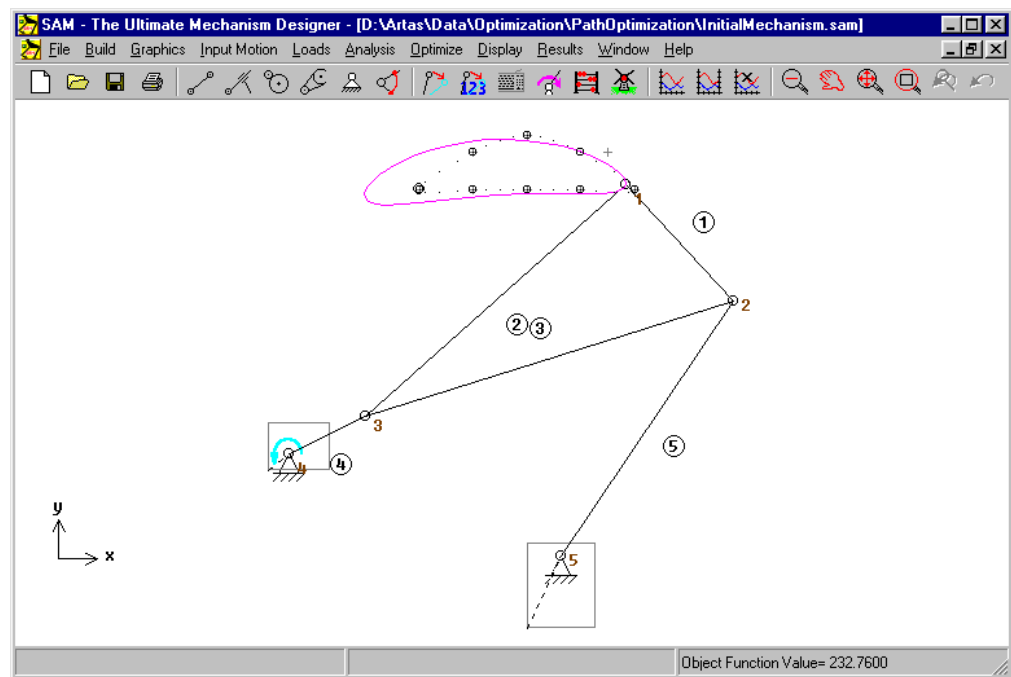 SAM - The Ultimate Mechanism Designer - [D:\Artas\Data\Optimization\PathOptimization\InitialMechanism.sam]
File Build Graphics Input Motion Loads Analysis Optimize Display Results Window Help
123
1
1
2
2 3
3
4
4
5
5
y
x
Object Function Value= 232.7600